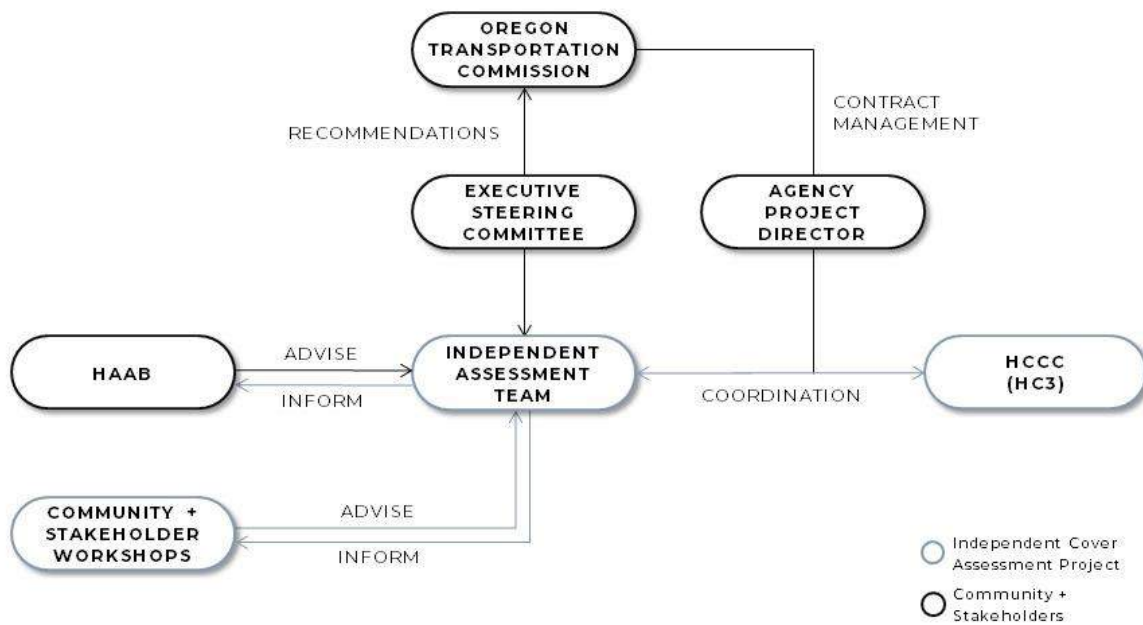 OREGON
TRANSPORTATION
COMMISSION
RECOMMENDATIONS
CONTRACT
MANAGEMENT
EXECUTIVE
STEERING
COMMITTEE
AGENCY
PROJECT
DIRECTOR
HAAB
ADVISE
INFORM
INDEPENDENT
ASSESSMENT
TEAM
COORDINATION
HCCC
(HC3)
COMMUNITY +
STAKEHOLDER
WORKSHOPS
ADVISE
INFORM
Independent Cover
Assessment Project
Community +
Stakeholders